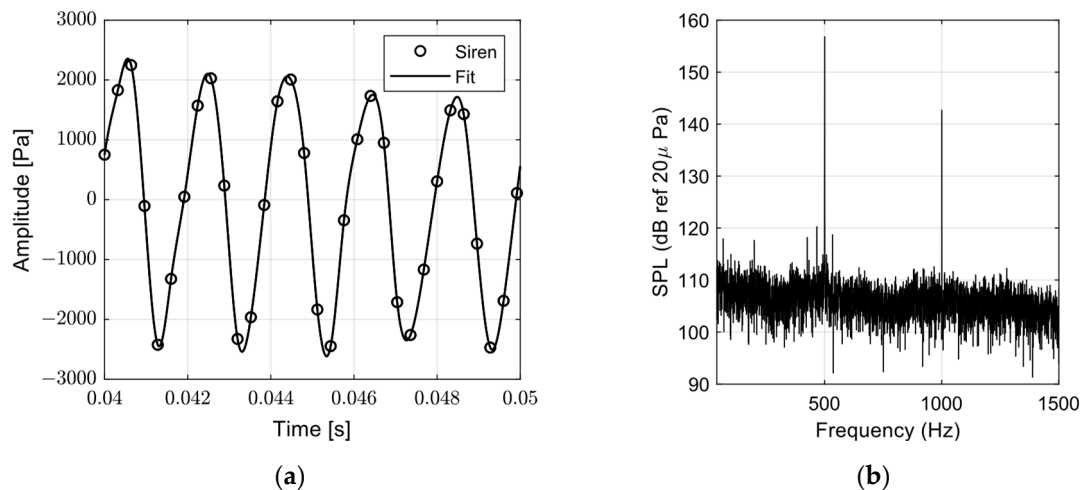 3000
2000
1000
0
−1000
−2000
−3000
0.04 0.042 0.044 0.046 0.048 0.05
Amplitude [Pa]
Time [s]
Siren
Fit
(a)
160
150
140
130
120
110
100
90
500 1000 1500
SPL (dB ref 20μ Pa)
Frequency (Hz)
(b)